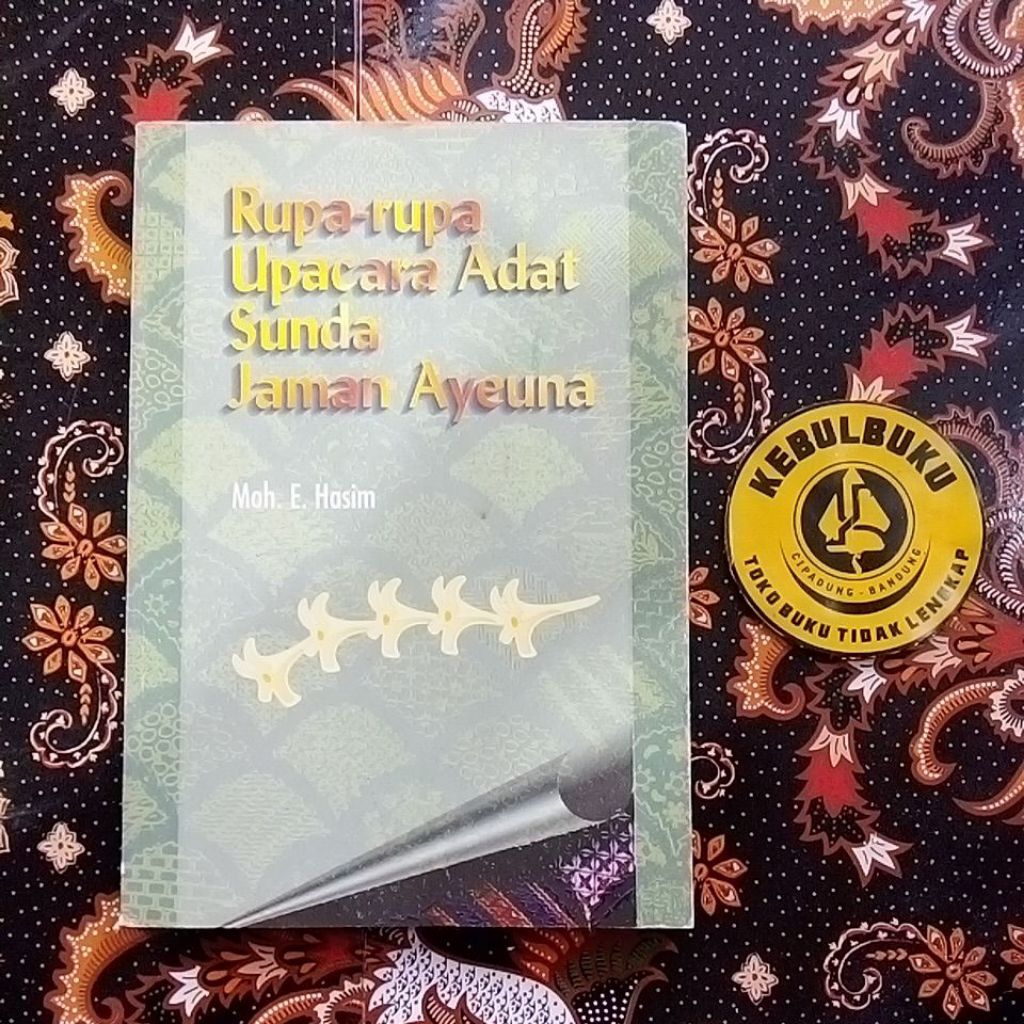 Rupa-rupa
Upacara Adat
Sunda
Jaman Ayeuna
Moh. E. Hasim
KEBULBUKU
CIPADUNG - BANDUNG
TOKO BUKU TIDAK LENGKAP